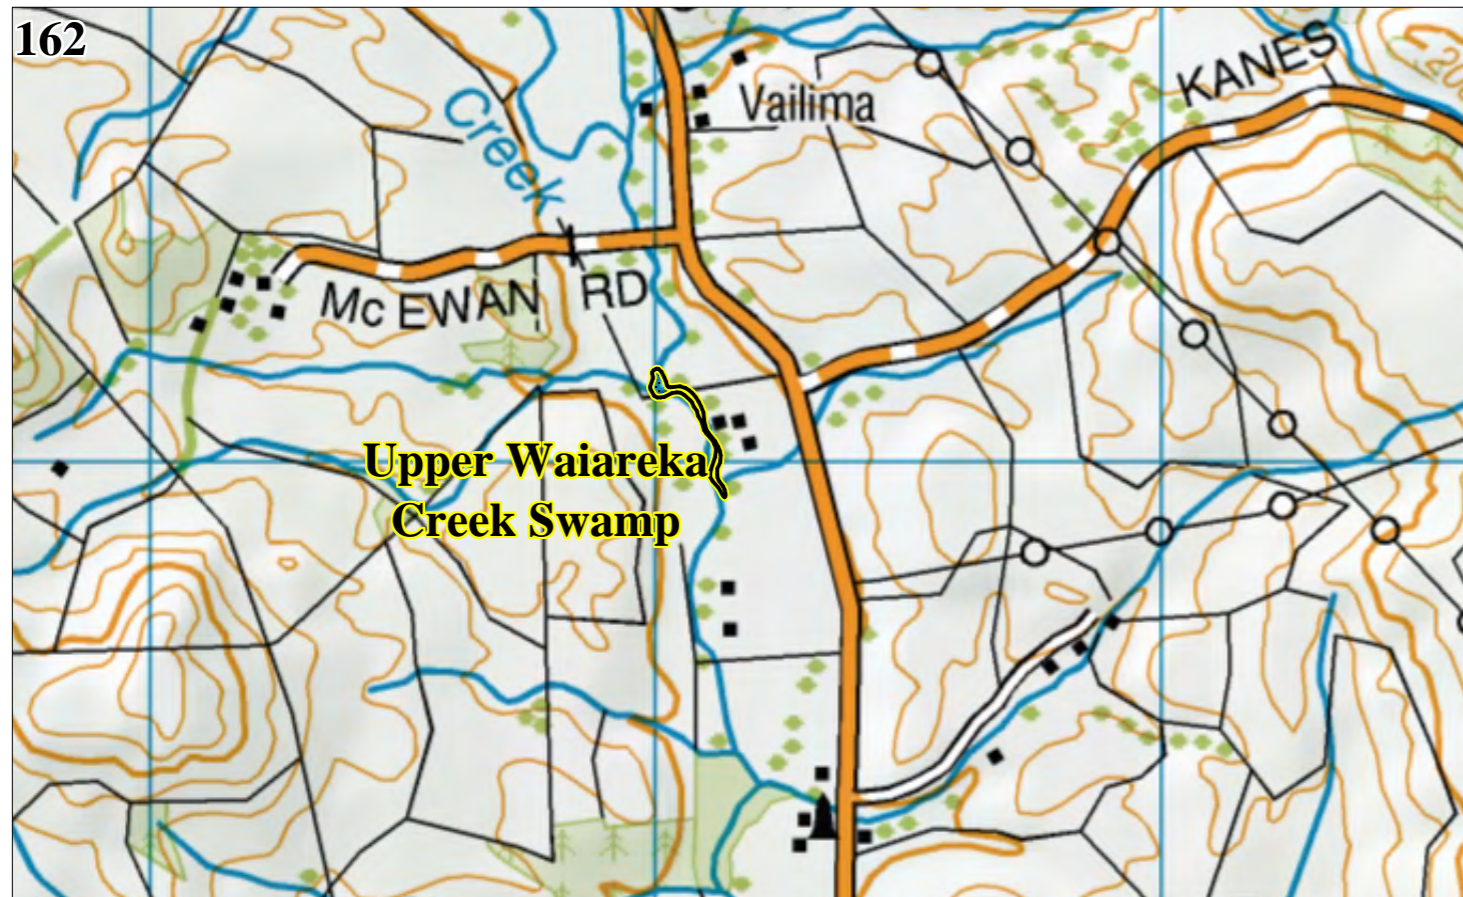 162
KANES
Vailima
Creek
Mc EWAN RD
Upper Waiareka
Creek Swamp